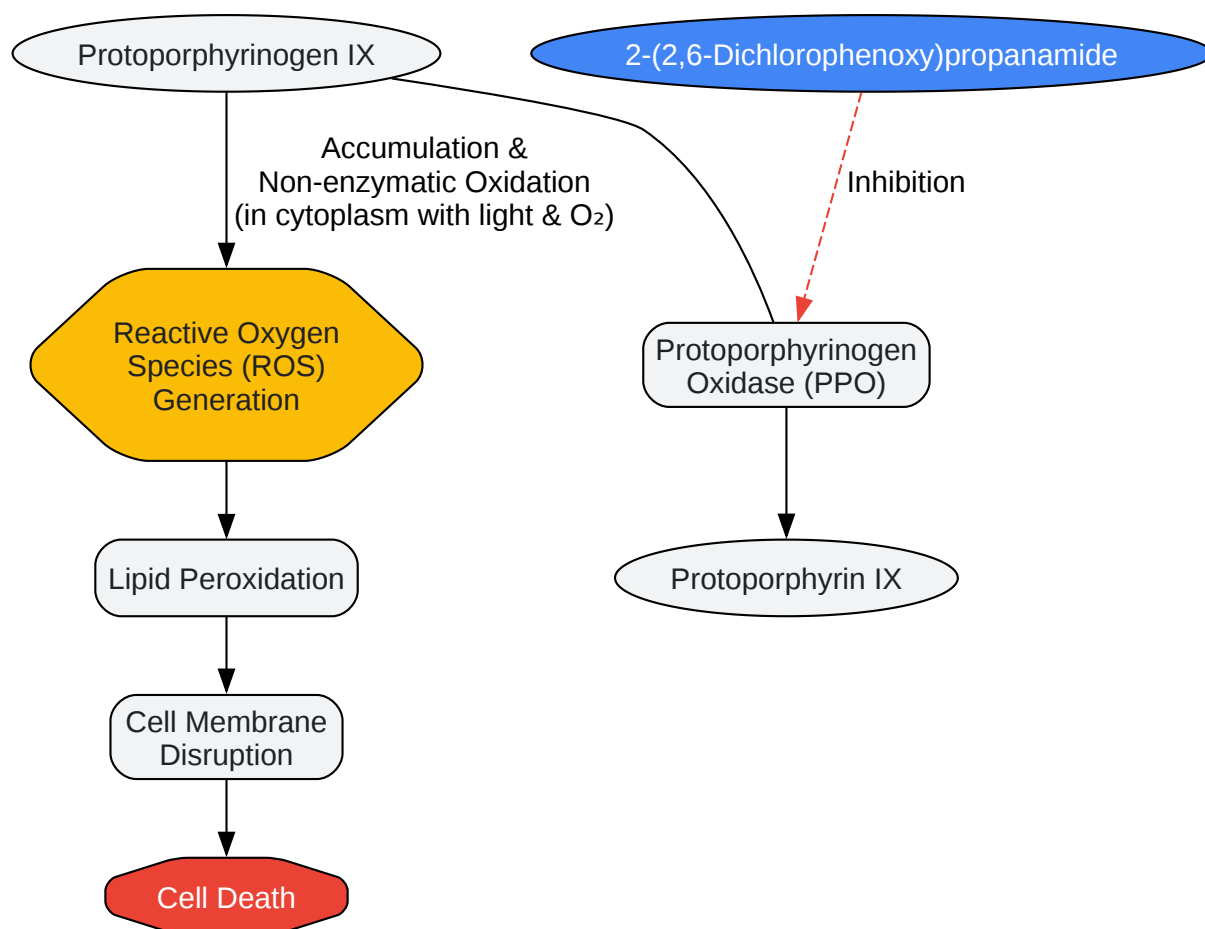 Protoporphyrinogen IX
2-(2,6-Dichlorophenoxy)propanamide
Accumulation &
Non-enzymatic Oxidation
(in cytoplasm with light & O₂)
Inhibition
Reactive Oxygen
Species (ROS)
Generation
Protoporphyrinogen
Oxidase (PPO)
Lipid Peroxidation
Protoporphyrin IX
Cell Membrane
Disruption
Cell Death